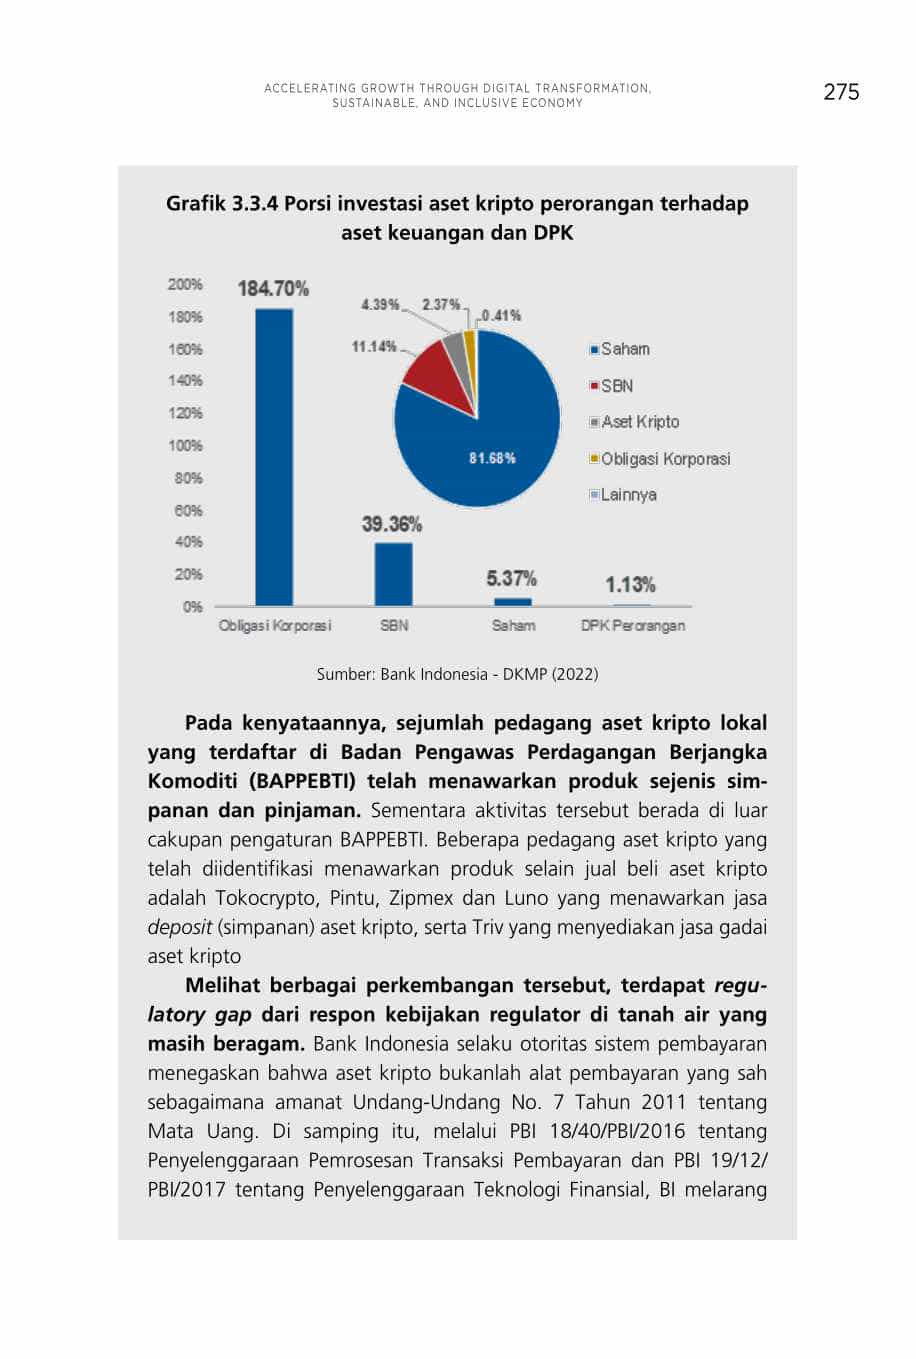 ACCELERATING GROWTH THROUGH DIGITAL TRANSFORMATION,
SUSTAINABLE, AND INCLUSIVE ECONOMY
275
Grafik 3.3.4 Porsi investasi aset kripto perorangan terhadap
aset keuangan dan DPK
200%
180%
160%
140%
120%
100%
80%
60%
40%
20%
0%
184.70%
39.36%
5.37%
1.13%
Obligasi Korporasi
SBN
Saham
DPK Perorangan
4.39%
2.37%
0.41%
11.14%
81.68%
Saham
SBN
Aset Kripto
Obligasi Korporasi
Lainnya
Sumber: Bank Indonesia - DKMP (2022)
Pada kenyataannya, sejumlah pedagang aset kripto lokal
yang terdaftar di Badan Pengawas Perdagangan Berjangka
Komoditi (BAPPEBTI) telah menawarkan produk sejenis sim-
panan dan pinjaman. Sementara aktivitas tersebut berada di luar
cakupan pengaturan BAPPEBTI. Beberapa pedagang aset kripto yang
telah diidentifikasi menawarkan produk selain jual beli aset kripto
adalah Tokocrypto, Pintu, Zipmex dan Luno yang menawarkan jasa
deposit (simpanan) aset kripto, serta Triv yang menyediakan jasa gadai
aset kripto
Melihat berbagai perkembangan tersebut, terdapat regu-
latory gap dari respon kebijakan regulator di tanah air yang
masih beragam. Bank Indonesia selaku otoritas sistem pembayaran
menegaskan bahwa aset kripto bukanlah alat pembayaran yang sah
sebagaimana amanat Undang-Undang No. 7 Tahun 2011 tentang
Mata Uang. Di samping itu, melalui PBI 18/40/PBI/2016 tentang
Penyelenggaraan Pemrosesan Transaksi Pembayaran dan PBI 19/12/
PBI/2017 tentang Penyelenggaraan Teknologi Finansial, BI melarang